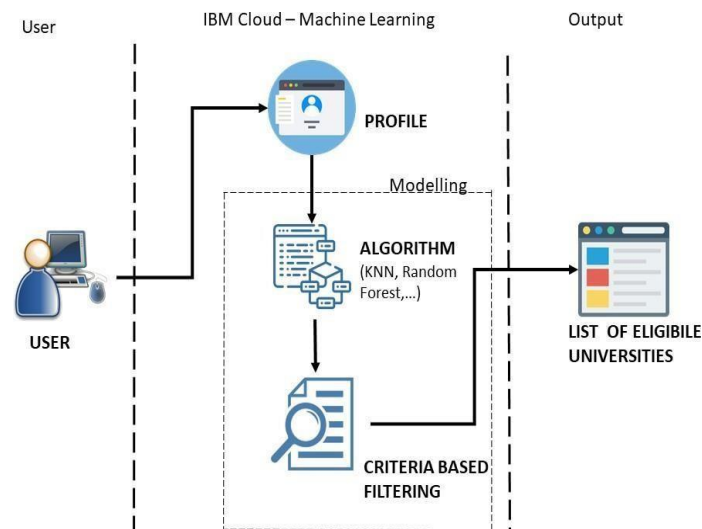 User
IBM Cloud – Machine Learning
Output
PROFILE
Modelling
ALGORITHM
(KNN, Random
Forest,...)
USER
LIST OF ELIGIBILE
UNIVERSITIES
CRITERIA BASED
FILTERING